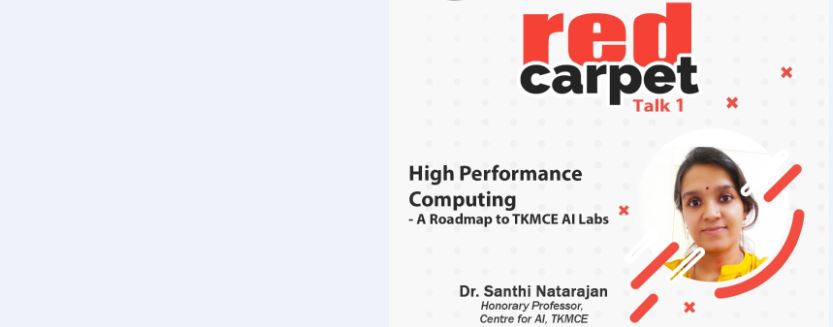 red
carpet
Talk 1
High Performance
Computing
- A Roadmap to TKMCE AI Labs
Dr. Santhi Natarajan
Honorary Professor,
Centre for AI, TKMCE